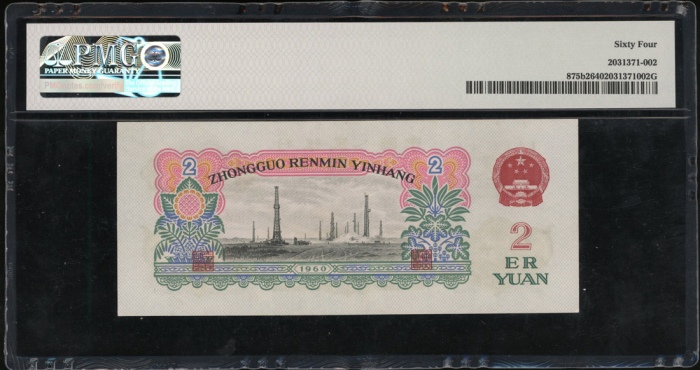 PMG
PAPER MONEY GUARANTY
Sixty Four
2031371-002
875b26402031371002G
2
2
ZHONGGUO RENMIN YINHANG
1960
2
ER
YUAN